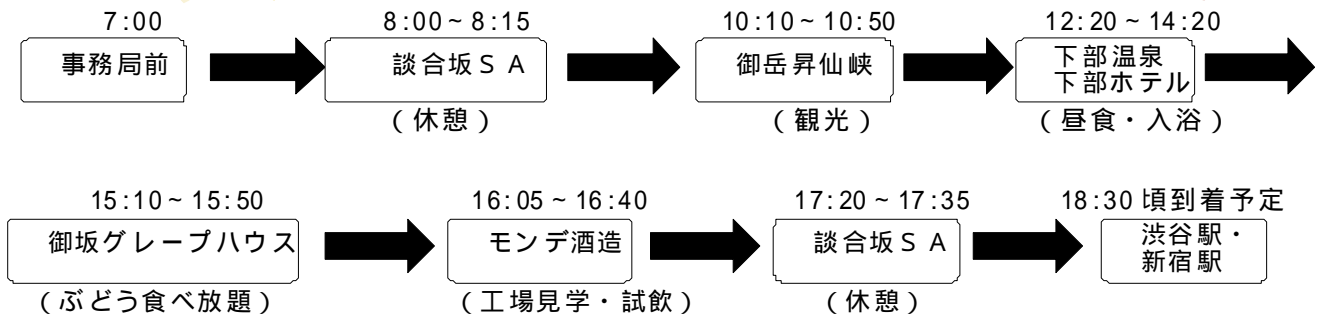 7:00 8:00～8:15 10:10～10:50 12:20～14:20
事務局前 談合坂ＳＡ 御岳昇仙峡 下部温泉
下部ホテル
（休憩） （観光） （昼食・入浴）
15:10～15:50 16:05～16:40 17:20～17:35 18:30頃到着予定
御坂グレープハウス モンデ酒造 談合坂ＳＡ 渋谷駅・
新宿駅
（ぶどう食べ放題） （工場見学・試飲） （休憩）